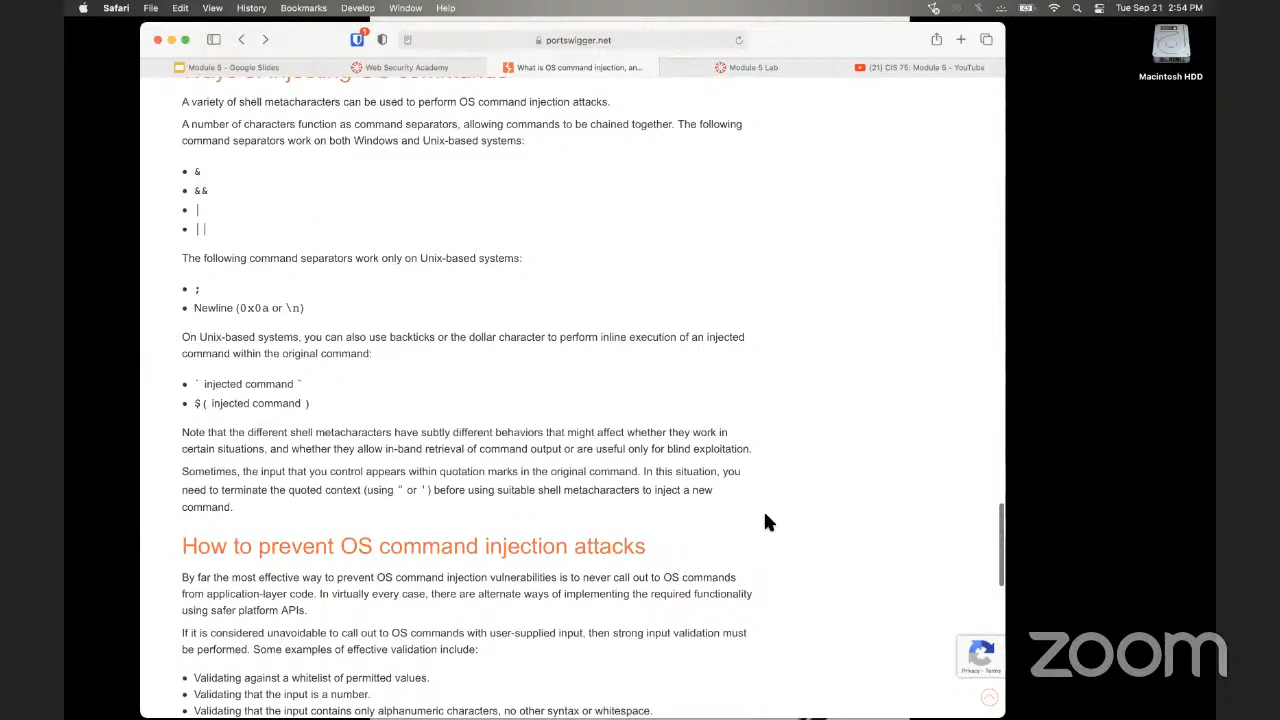 Safari File Edit View History Bookmarks Develop Window Help Tue Sep 21 2:54 PM
1
portswigger.net
Module 5 - Google Slides Web Security Academy What is OS command injection, an... Module 5 Lab (21) CIS 75: Module 5 - YouTube
Macintosh HDD
Ways of injecting OS commands
A variety of shell metacharacters can be used to perform OS command injection attacks.
A number of characters function as command separators, allowing commands to be chained together. The following
command separators work on both Windows and Unix-based systems:
• &
• &&
• |
• ||
The following command separators work only on Unix-based systems:
• ;
• Newline (0x0a or \n)
On Unix-based systems, you can also use backticks or the dollar character to perform inline execution of an injected
command within the original command:
• ` injected command `
• $( injected command )
Note that the different shell metacharacters have subtly different behaviors that might affect whether they work in
certain situations, and whether they allow in-band retrieval of command output or are useful only for blind exploitation.
Sometimes, the input that you control appears within quotation marks in the original command. In this situation, you
need to terminate the quoted context (using " or ') before using suitable shell metacharacters to inject a new
command.
How to prevent OS command injection attacks
By far the most effective way to prevent OS command injection vulnerabilities is to never call out to OS commands
from application-layer code. In virtually every case, there are alternate ways of implementing the required functionality
using safer platform APIs.
If it is considered unavoidable to call out to OS commands with user-supplied input, then strong input validation must
be performed. Some examples of effective validation include:
• Validating against a whitelist of permitted values.
• Validating that the input is a number.
• Validating that the input contains only alphanumeric characters, no other syntax or whitespace.
Privacy - Terms
zoom